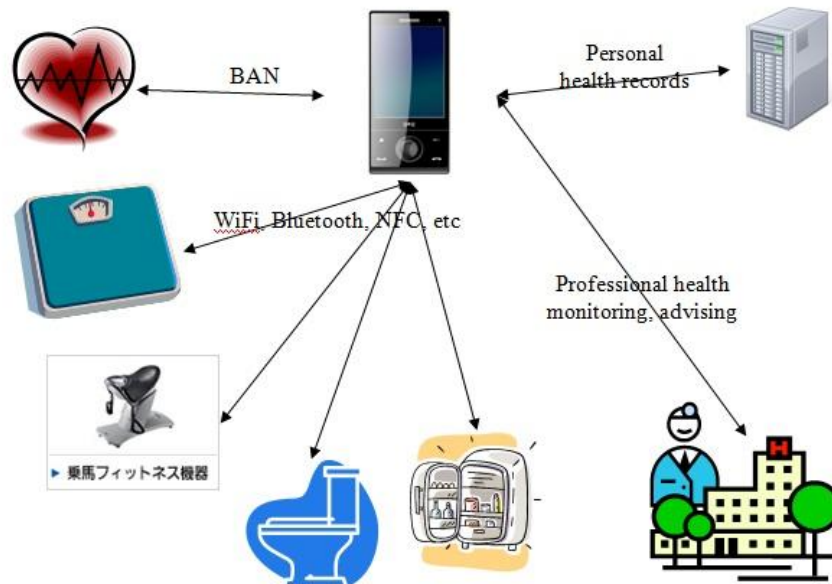 BAN
Personal
health records
WiFi, Bluetooth, NFC, etc
Professional health
monitoring, advising
▶ 乗馬フィットネス機器
H